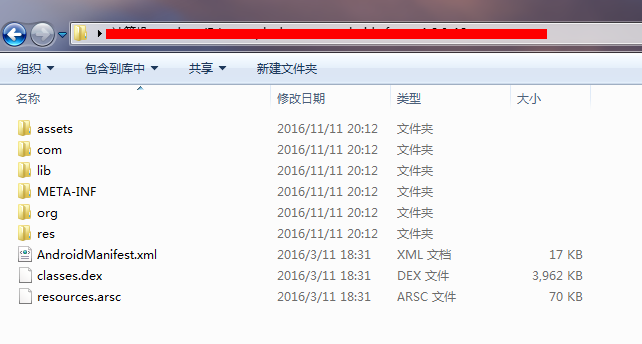 组织 包含到库中 共享 新建文件夹
名称 修改日期 类型 大小
assets 2016/11/11 20:12 文件夹
com 2016/11/11 20:12 文件夹
lib 2016/11/11 20:12 文件夹
META-INF 2016/11/11 20:12 文件夹
org 2016/11/11 20:12 文件夹
res 2016/11/11 20:12 文件夹
AndroidManifest.xml 2016/3/11 18:31 XML 文档 17 KB
classes.dex 2016/3/11 18:31 DEX 文件 3,962 KB
resources.arsc 2016/3/11 18:31 ARSC 文件 70 KB